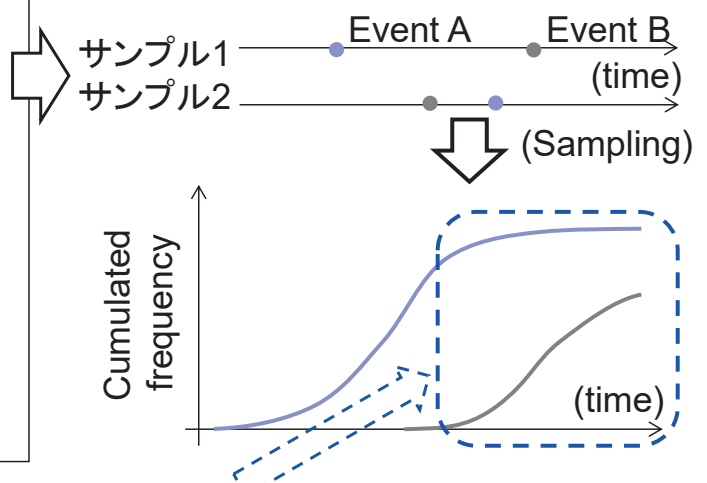 Event A
Event B
サンプル1
(time)
サンプル2
(Sampling)
Cumulated
frequency
(time)